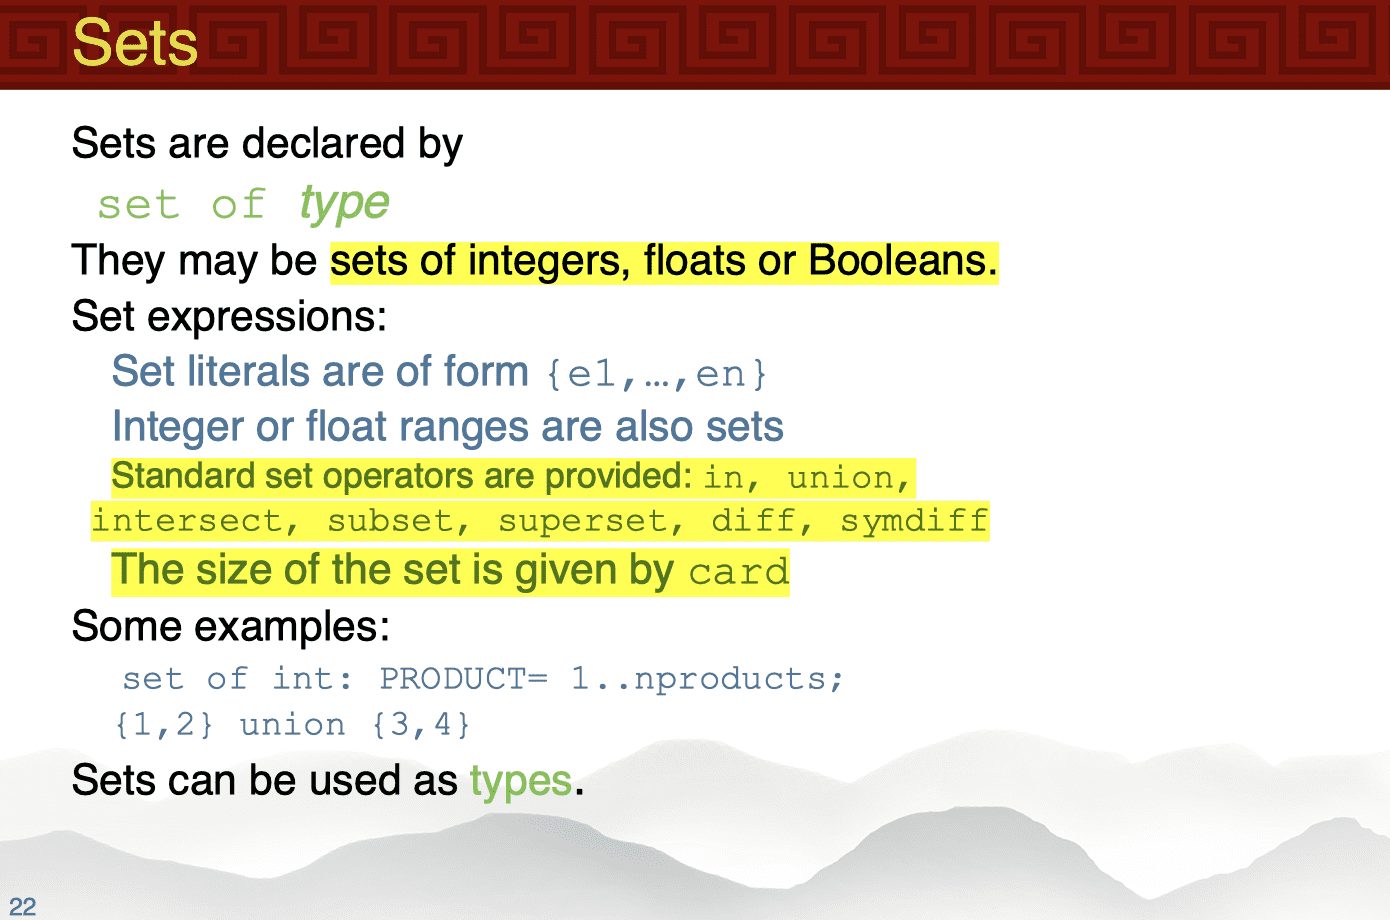 Sets
Sets are declared by
set of type
They may be sets of integers, floats or Booleans.
Set expressions:
Set literals are of form {e1,…,en}
Integer or float ranges are also sets
Standard set operators are provided: in, union,
intersect, subset, superset, diff, symdiff
The size of the set is given by card
Some examples:
set of int: PRODUCT= 1..nproducts;
{1,2} union {3,4}
Sets can be used as types.
22